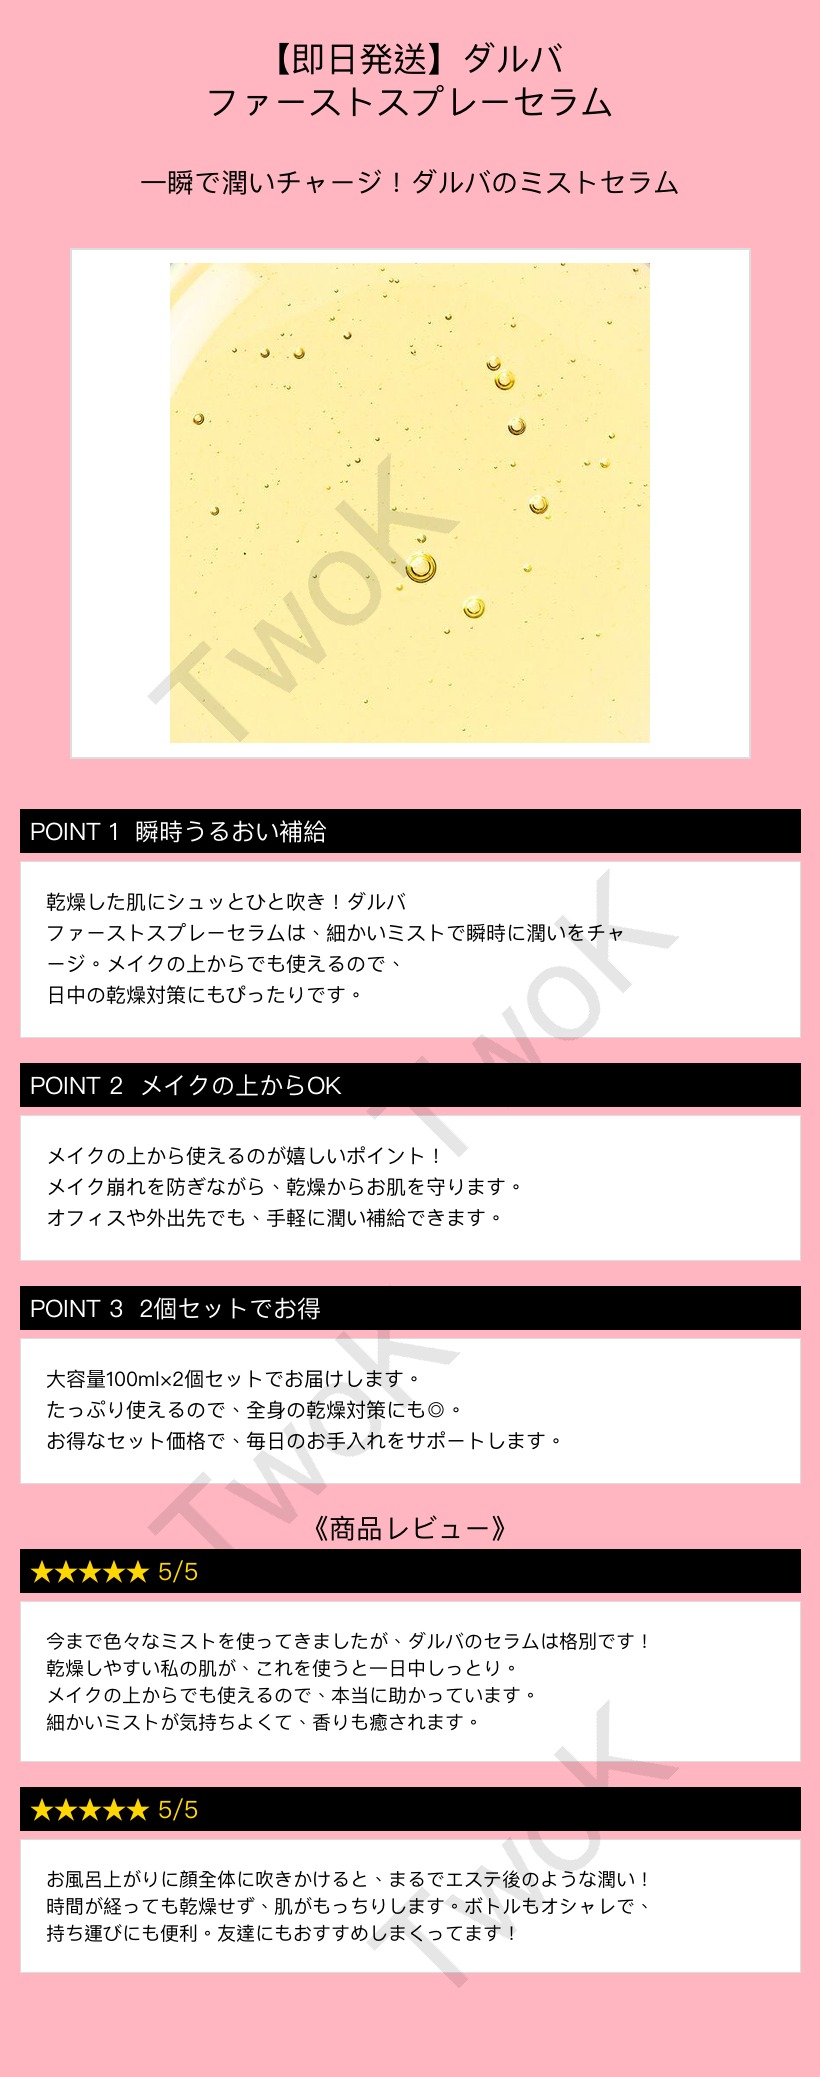 【即日発送】ダルバ
ファーストスプレーセラム
一瞬で潤いチャージ！ダルバのミストセラム
TwoK
POINT 1 瞬時うるおい補給
乾燥した肌にシュッとひと吹き！ダルバ
ファーストスプレーセラムは、細かいミストで瞬時に潤いをチャ
ージ。メイクの上からでも使えるので、
日中の乾燥対策にもぴったりです。
TwoK
POINT 2 メイクの上からOK
メイクの上から使えるのが嬉しいポイント！
メイク崩れを防ぎながら、乾燥からお肌を守ります。
オフィスや外出先でも、手軽に潤い補給できます。
POINT 3 2個セットでお得
大容量100ml×2個セットでお届けします。
たっぷり使えるので、全身の乾燥対策にも◎。
お得なセット価格で、毎日のお手入れをサポートします。
TwoK
《商品レビュー》
★★★★★ 5/5
今まで色々なミストを使ってきましたが、ダルバのセラムは格別です！
乾燥しやすい私の肌が、これを使うと一日中しっとり。
メイクの上からでも使えるので、本当に助かっています。
細かいミストが気持ちよくて、香りも癒されます。
★★★★★ 5/5
お風呂上がりに顔全体に吹きかけると、まるでエステ後のような潤い！
時間が経っても乾燥せず、肌がもっちりします。ボトルもオシャレで、
持ち運びにも便利。友達にもおすすめしまくってます！
TwoK